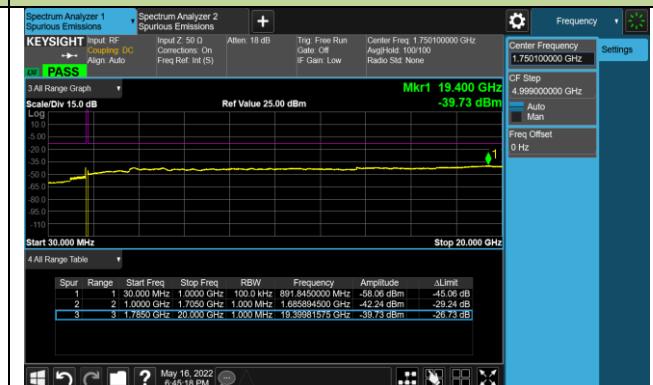 Spectrum Analyzer 1
Spurious Emissions
Spectrum Analyzer 2
Spurious Emissions
Frequency
KEYSIGHT Input: RF
Coupling: DC
Align: Auto
Input Z: 50 Ω
Corrections: On
Freq Ref: Int (S)
Atten: 18 dB
Trig: Free Run
Gate: Off
IF Gain: Low
Center Freq: 1.750100000 GHz
Avg|Hold: 100/100
Radio Std: None
PASS
Center Frequency
1.750100000 GHz
Settings
CF Step
4.999000000 GHz
Auto
Man
Freq Offset
0 Hz
3 All Range Graph
Mkr1 19.400 GHz
Scale/Div 15.0 dB
Ref Value 25.00 dBm
-39.73 dBm
Log
10.0
-5.00
-20.0
-35.0
-50.0
-65.0
-80.0
-95.0
-110
1
Start 30.000 MHz
Stop 20.000 GHz
4 All Range Table
Spur Range Start Freq Stop Freq RBW Frequency Amplitude ΔLimit
1 1 30.000 MHz 1.0000 GHz 100.0 kHz 891.8450000 MHz -58.06 dBm -45.06 dB
2 2 1.0000 GHz 1.7050 GHz 1.000 MHz 1.685894500 GHz -42.24 dBm -29.24 dB
3 3 1.7850 GHz 20.000 GHz 1.000 MHz 19.39981575 GHz -39.73 dBm -26.73 dB
May 16, 2022
6:45:18 PM